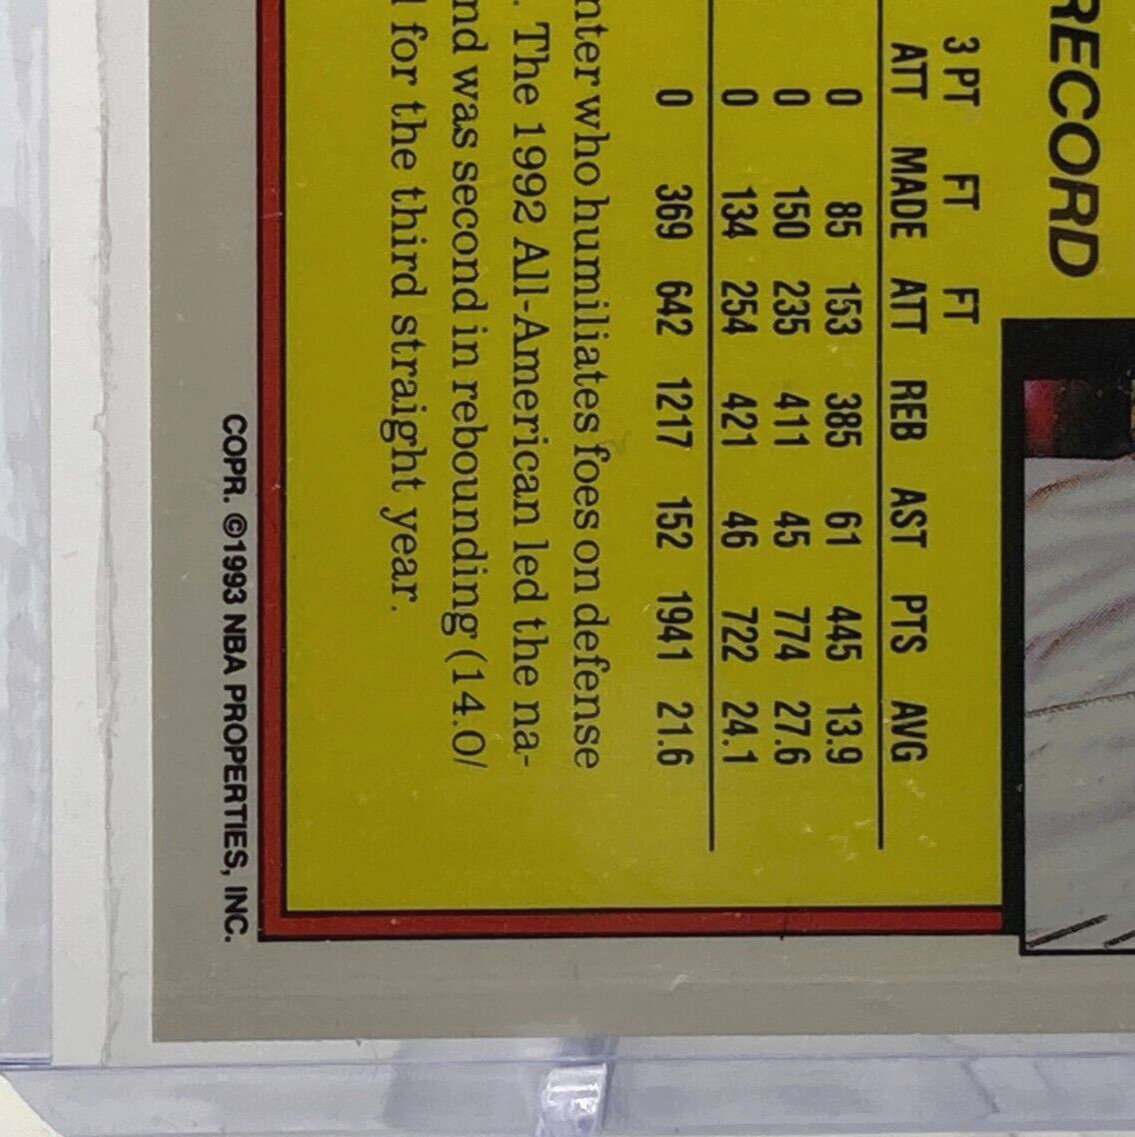 RECORD
3 PT FT FT
ATT MADE ATT REB AST PTS AVG
0 85 153 385 61 445 13.9
0 150 235 411 45 774 27.6
0 134 254 421 46 722 24.1
0 369 642 1217 152 1941 21.6
nter who humiliates foes on defense
. The 1992 All-American led the na-
nd was second in rebounding (14.0/
l for the third straight year.
COPR. ©1993 NBA PROPERTIES, INC.